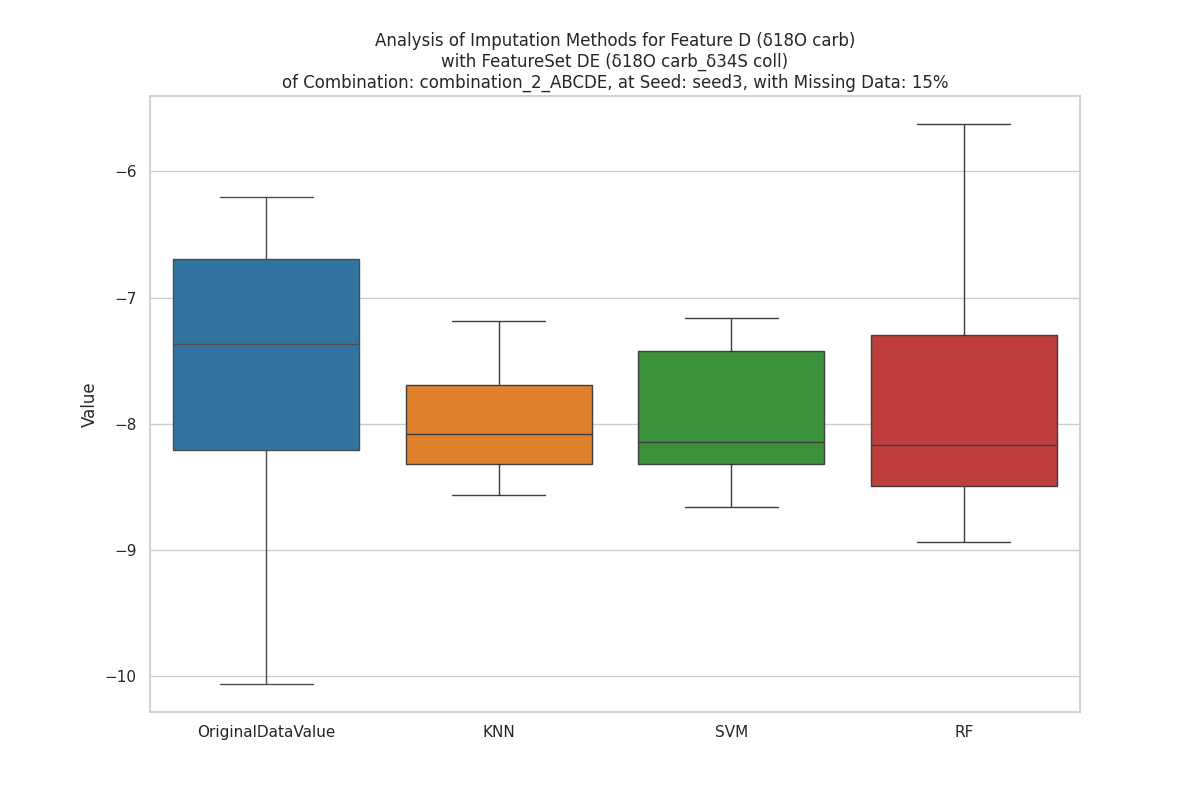 Analysis of Imputation Methods for Feature D (δ18O carb)
with FeatureSet DE (δ18O carb_δ34S coll)
of Combination: combination_2_ABCDE, at Seed: seed3, with Missing Data: 15%
Value
−6
−7
−8
−9
−10
OriginalDataValue
KNN
SVM
RF